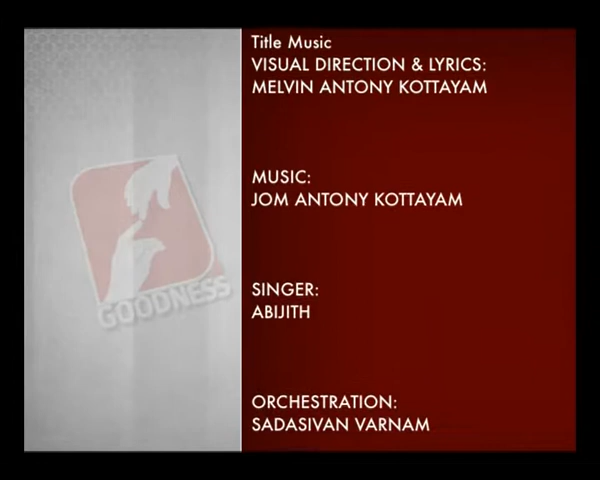 Title Music
VISUAL DIRECTION & LYRICS:
MELVIN ANTONY KOTTAYAM
MUSIC:
JOM ANTONY KOTTAYAM
GOODNESS
SINGER:
ABIJITH
ORCHESTRATION:
SADASIVAN VARNAM